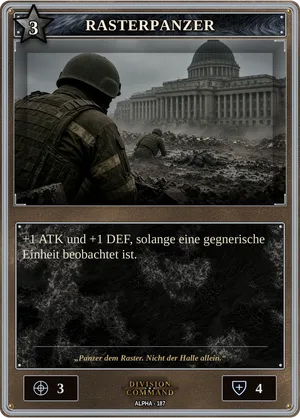 3
RASTERPANZER
+1 ATK und +1 DEF, solange eine gegnerische
Einheit beobachtet ist.
„Panzer dem Raster. Nicht der Halle allein.“
3
DIVISION
COMMAND
ALPHA - 187
4